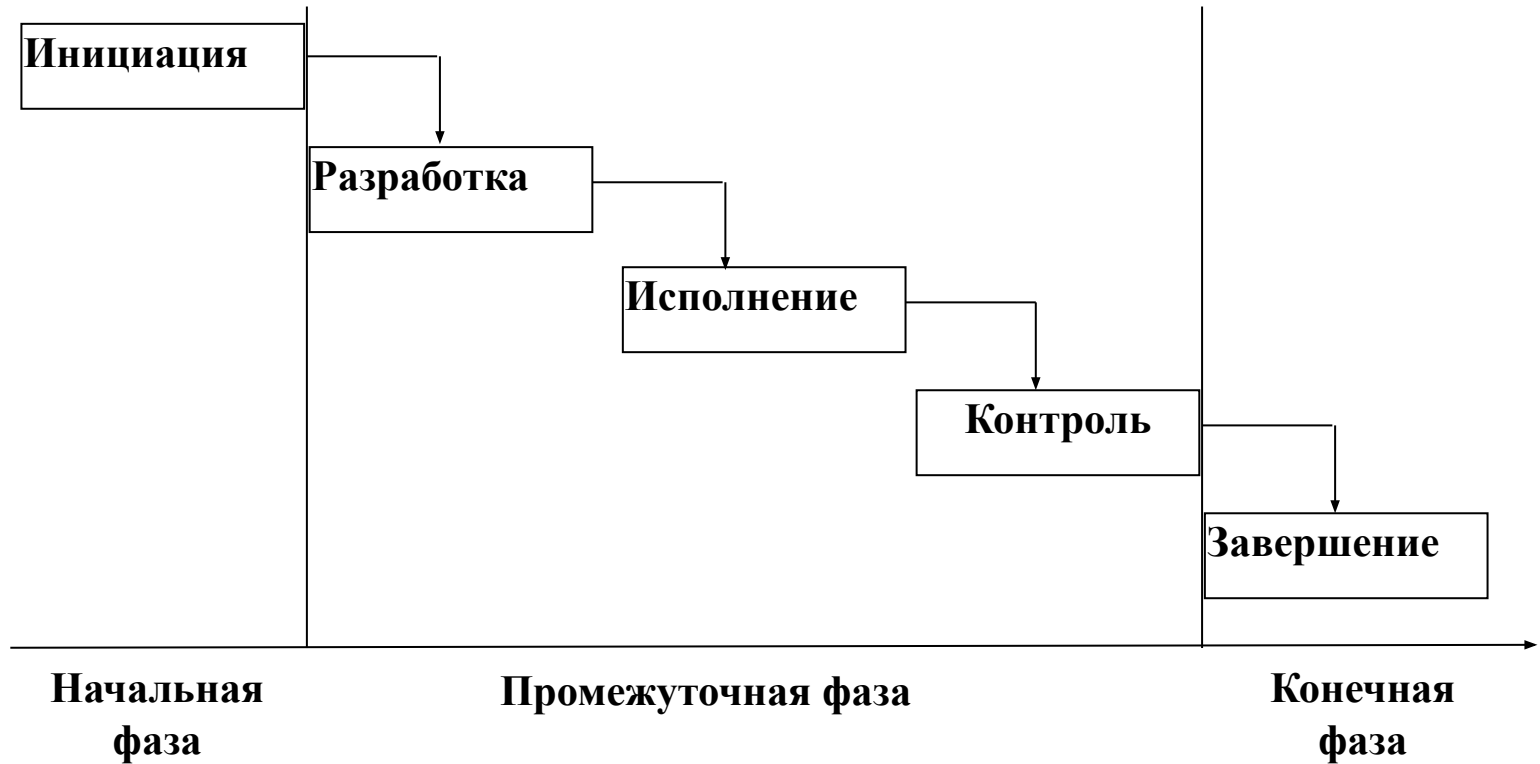 Инициация
Разработка
Исполнение
Контроль
Завершение
Начальная
фаза
Промежуточная фаза
Конечная
фаза